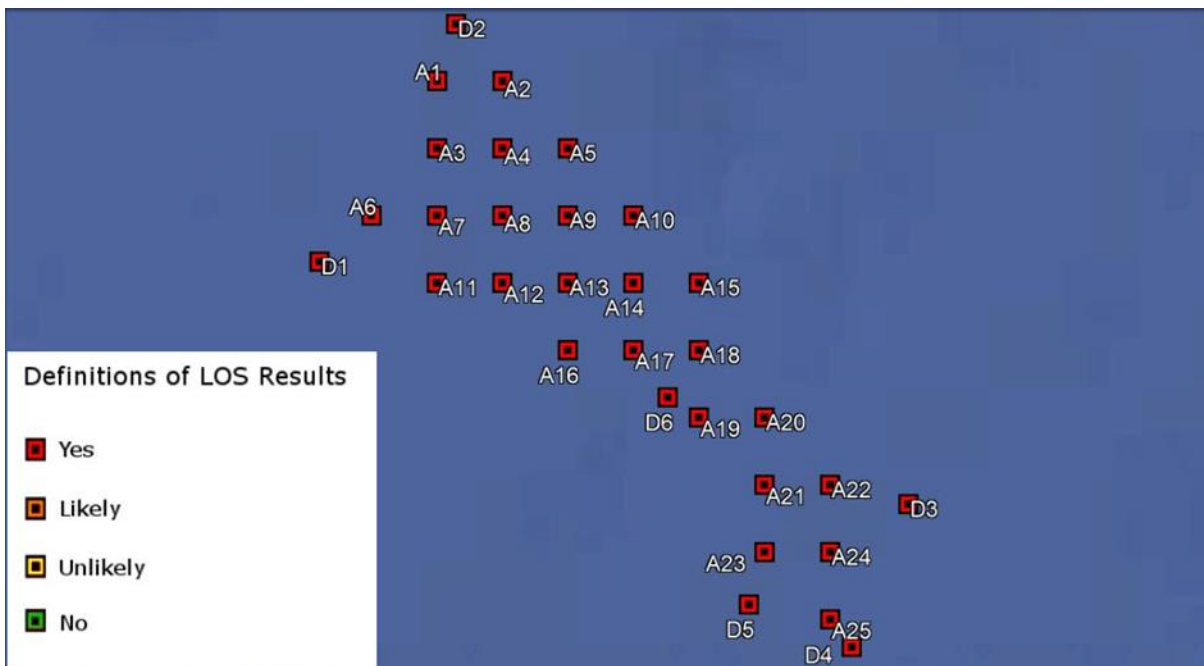 D2
A1
A2
A3
A4
A5
A6
A7
A8
A9
A10
D1
A11
A12
A13
A14
A15
A16
A17
A18
D6
A19
A20
A21
A22
D3
A23
A24
D5
A25
D4
Definitions of LOS Results
Yes
Likely
Unlikely
No